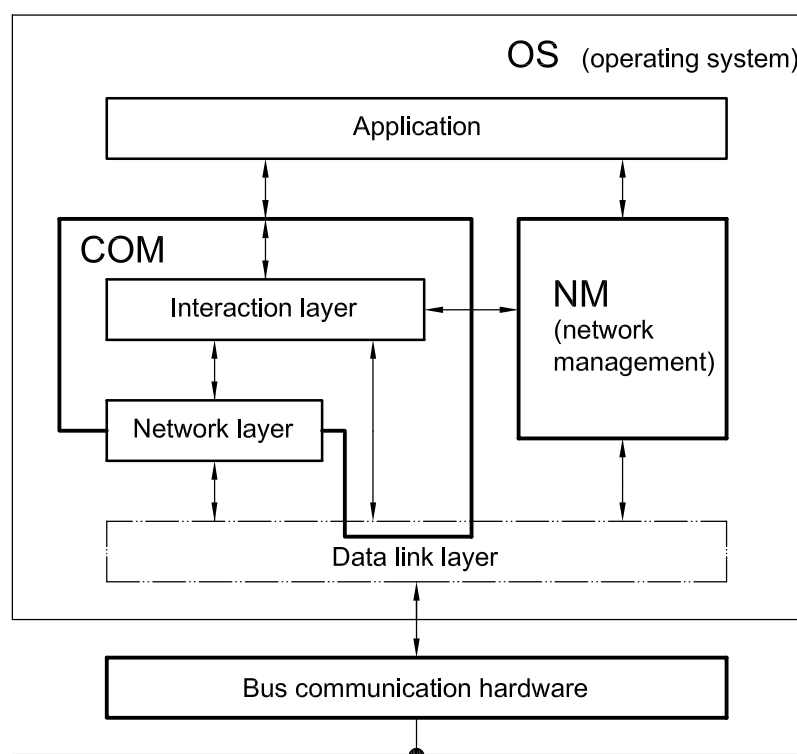 OS (operating system)
Application
COM
Interaction layer
NM
(network
management)
Network layer
Data link layer
Bus communication hardware